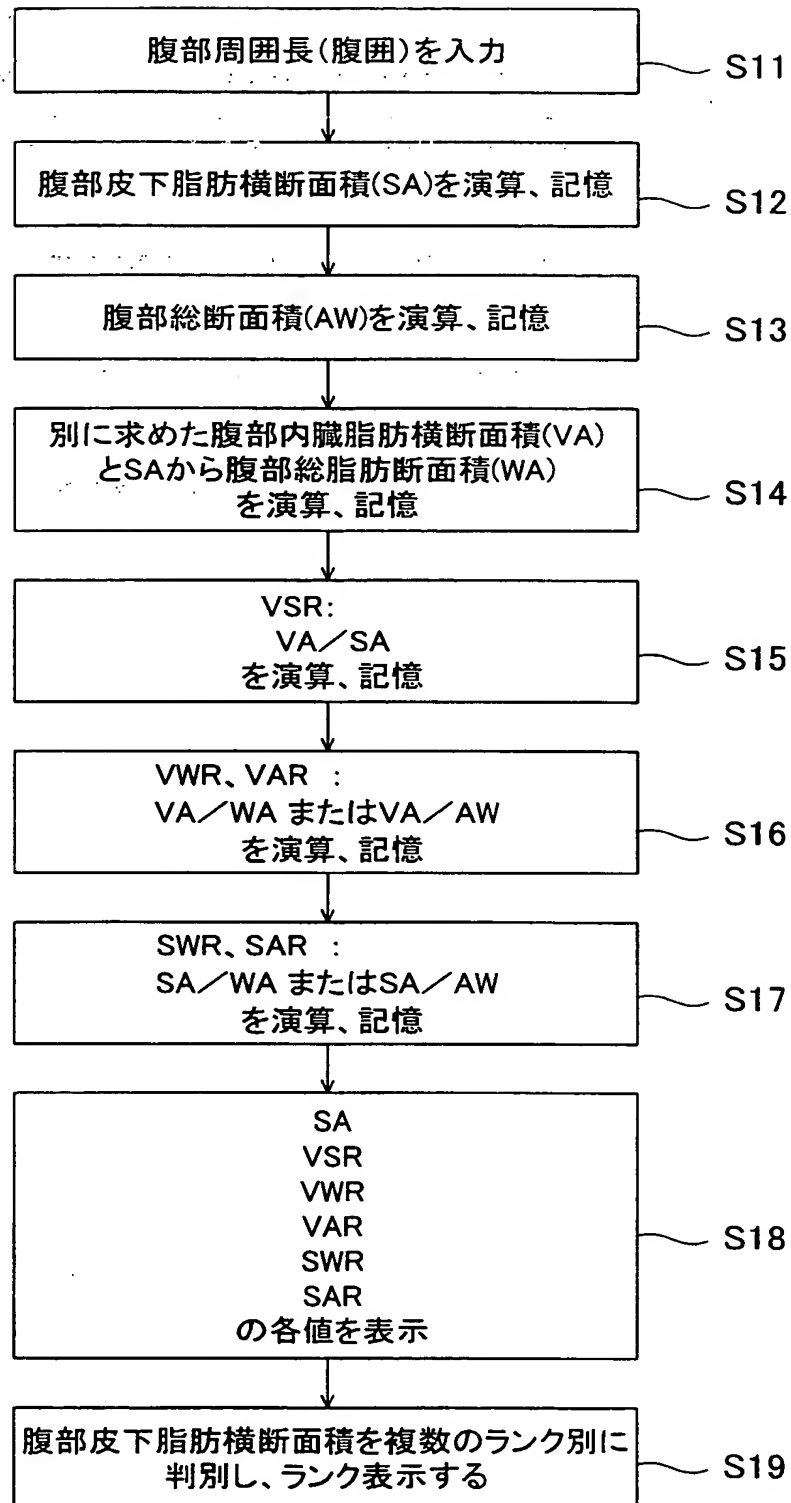 腹部周囲長(腹囲)を入力
S11
腹部皮下脂肪横断面積(SA)を演算、記憶
S12
腹部総断面積(AW)を演算、記憶
S13
別に求めた腹部内臓脂肪横断面積(VA)
とSAから腹部総脂肪断面積(WA)
を演算、記憶
S14
VSR:
VA／SA
を演算、記憶
S15
VWR、VAR :
VA／WA またはVA／AW
を演算、記憶
S16
SWR、SAR :
SA／WA またはSA／AW
を演算、記憶
S17
SA
VSR
VWR
VAR
SWR
SAR
の各値を表示
S18
腹部皮下脂肪横断面積を複数のランク別に
判別し、ランク表示する
S19